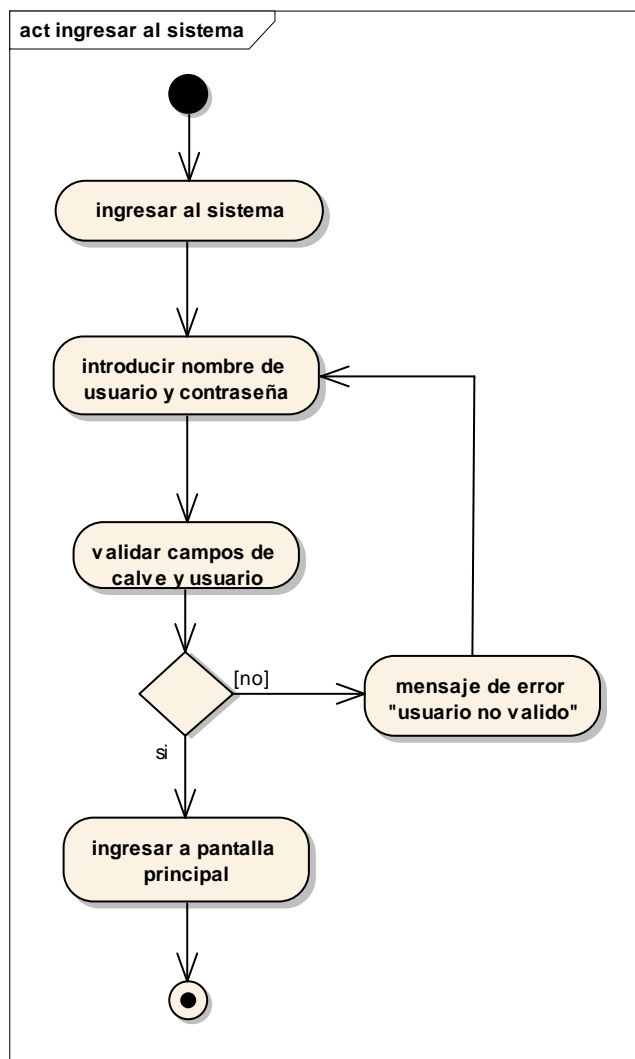 act ingresar al sistema
ingresar al sistema
introducir nombre de
usuario y contraseña
validar campos de
calve y usuario
[no]
mensaje de error
"usuario no valido"
si
ingresar a pantalla
principal